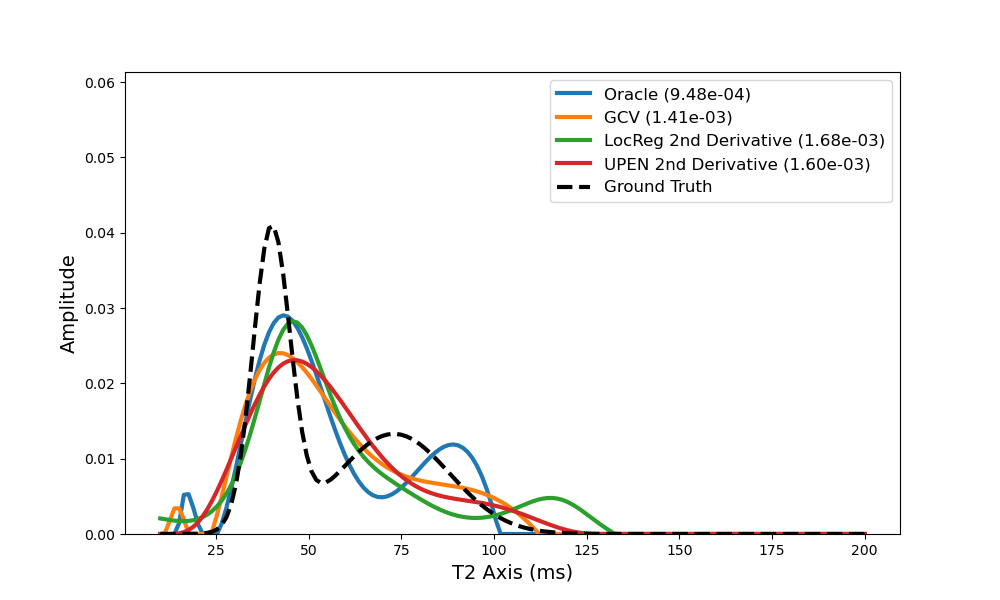 0.06
0.05
0.04
0.03
0.02
0.01
0.00
Amplitude
Oracle (9.48e-04)
GCV (1.41e-03)
LocReg 2nd Derivative (1.68e-03)
UPEN 2nd Derivative (1.60e-03)
Ground Truth
25 50 75 100 125 150 175 200
T2 Axis (ms)